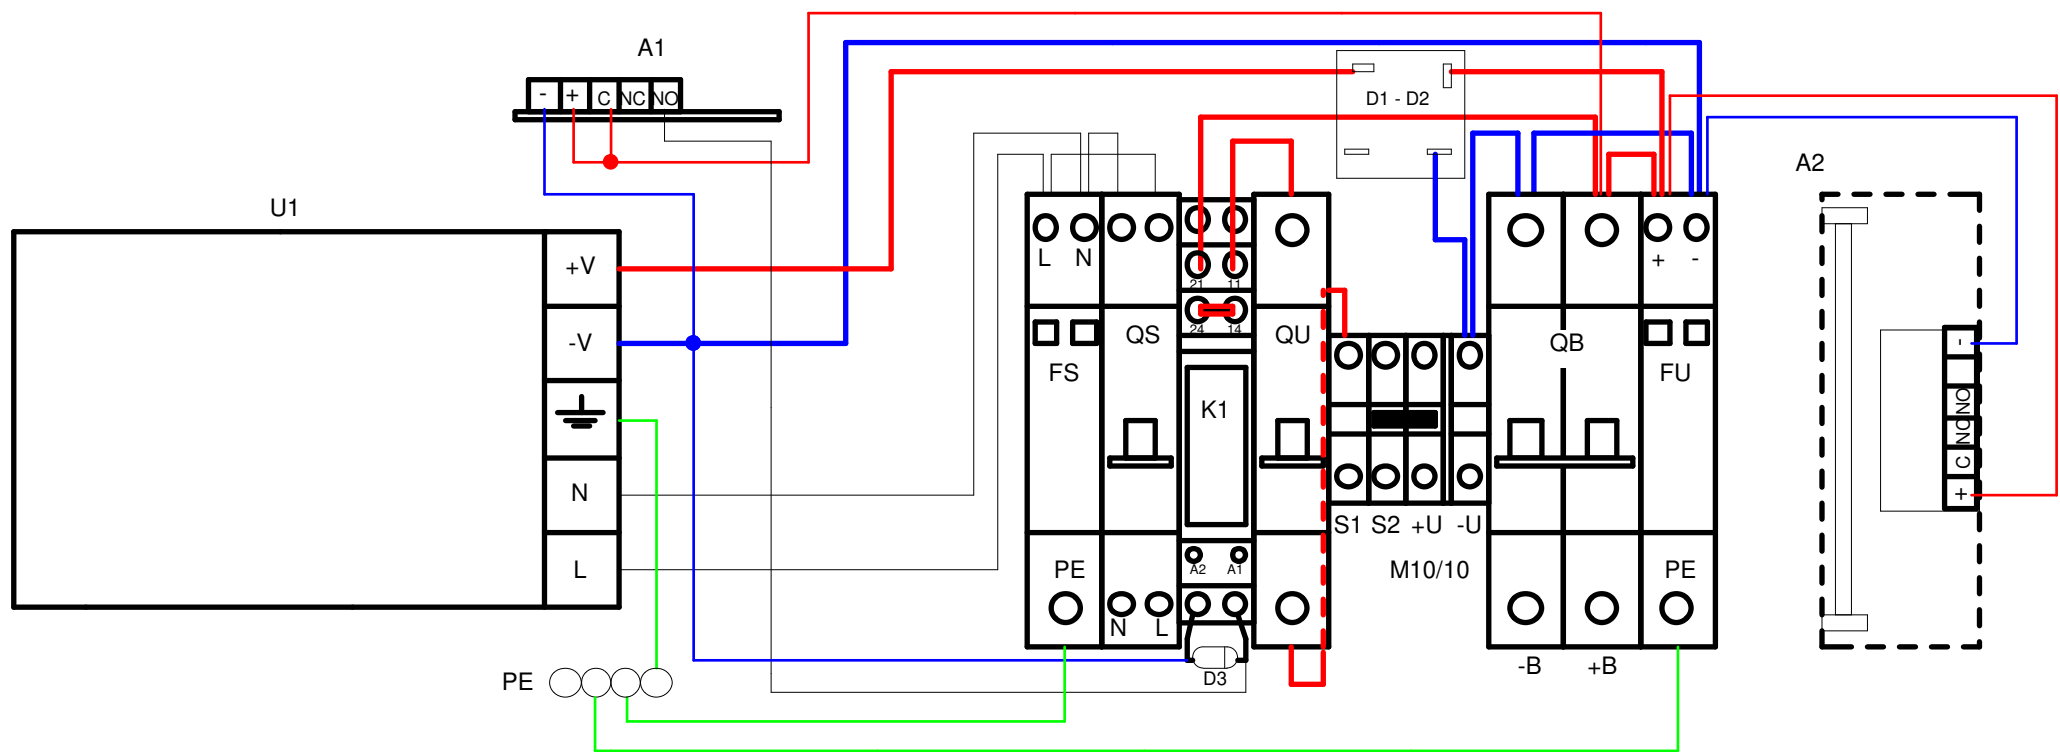 A1
- + C NC NO
D1 - D2
A2
U1
+V
-V
N
L
L N
21 11
24 14
+ -
FS
QS
QU
QB
FU
K1
-
NO
NC
C
+
S1 S2 +U -U
M10/10
PE
A2 A1
PE
N L
D3
-B +B
PE